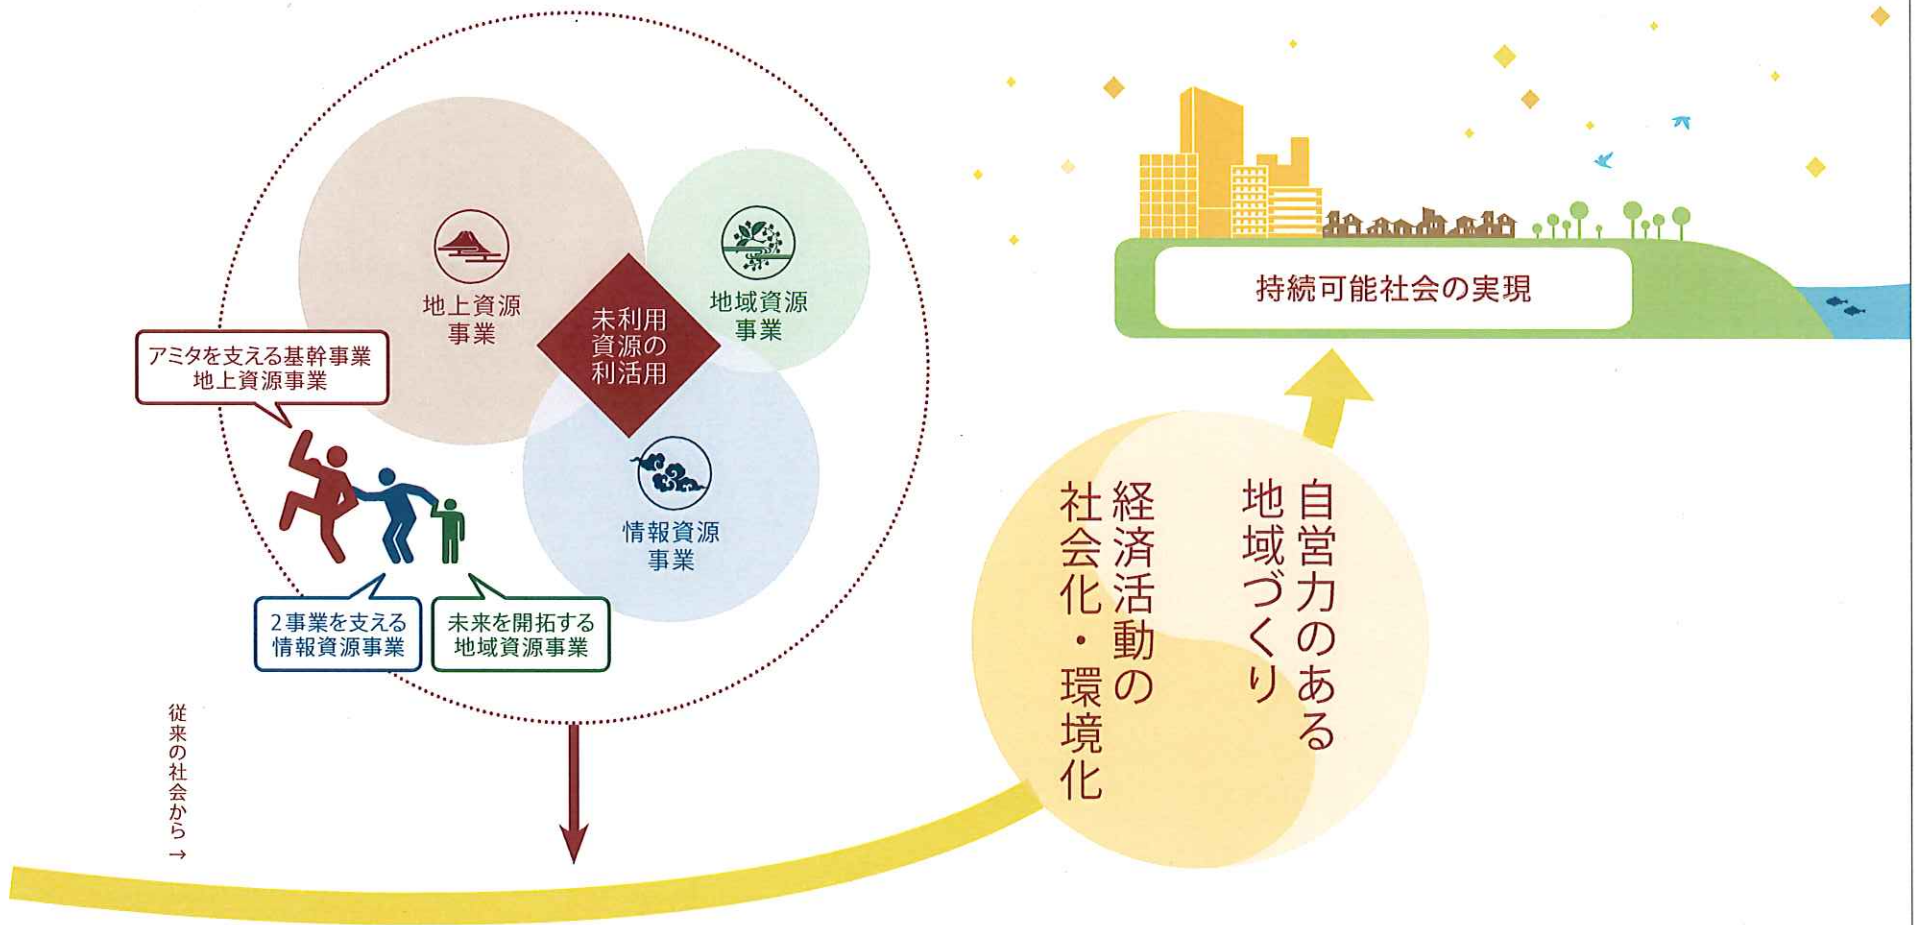 地上資源
事業
地域資源
事業
未利用
資源の
利活用
情報資源
事業
アミタを支える基幹事業
地上資源事業
2事業を支える
情報資源事業
未来を開拓する
地域資源事業
従来の社会から→
持続可能社会の実現
自営力のある
地域づくり
経済活動の
社会化・環境化